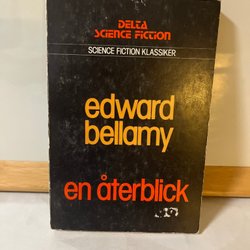 DELTA
SCIENCE FICTION
SCIENCE FICTION KLASSIKER
edward
bellamy
en återblick